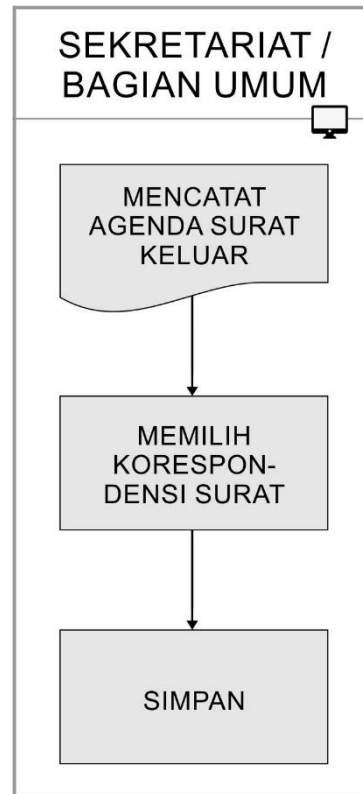 SEKRETARIAT /
BAGIAN UMUM
MENCATAT
AGENDA SURAT
KELUAR
MEMILIH
KORESPON-
DENSI SURAT
SIMPAN